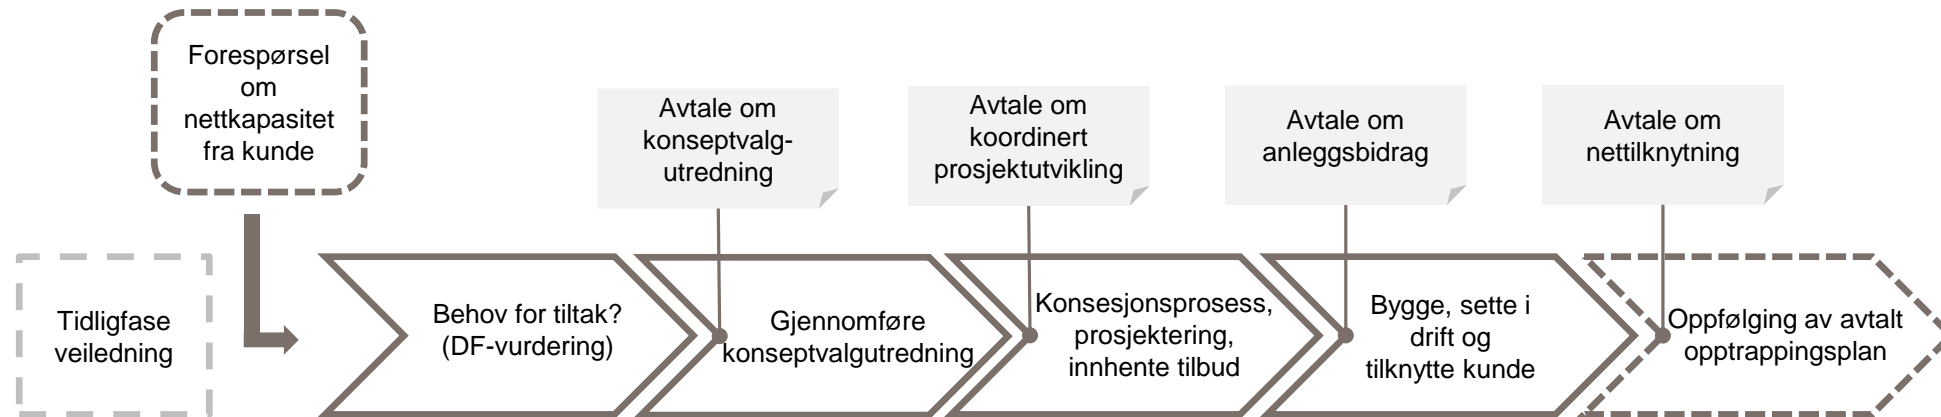 Forespørsel
om
nettkapasitet
fra kunde
Avtale om
konseptvalg-
utredning
Avtale om
koordinert
prosjektutvikling
Avtale om
anleggsbidrag
Avtale om
nettilknytning
Tidligfase
veiledning
Behov for tiltak?
(DF-vurdering)
Gjennomføre
konseptvalgutredning
Konsesjonsprosess,
prosjektering,
innhente tilbud
Bygge, sette i
drift og
tilknytte kunde
Oppfølging av avtalt
opptrappingsplan